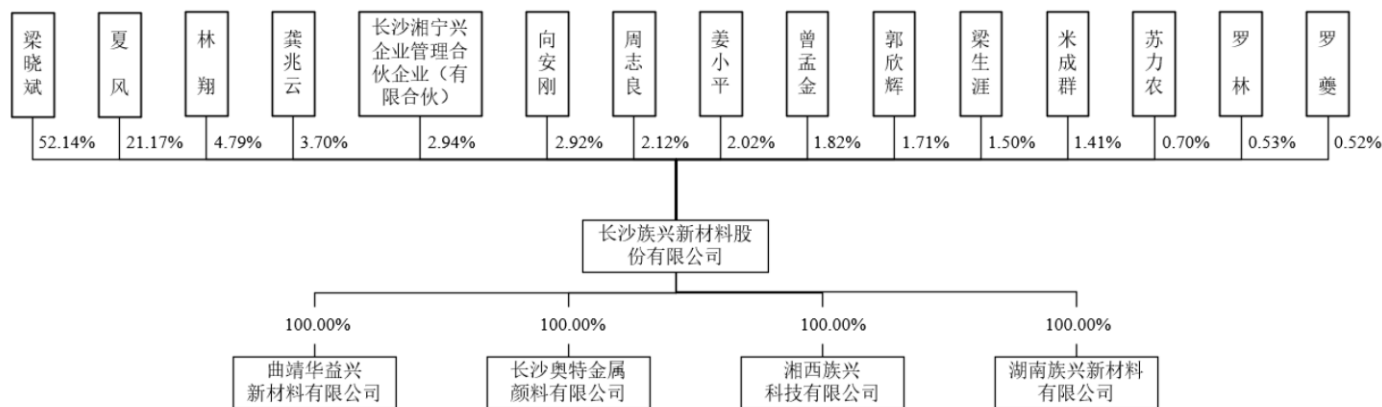 梁晓斌
夏风
林翔
龚兆云
长沙湘宁兴
企业管理合
伙企业（有
限合伙）
向安刚
周志良
姜小平
曾孟金
郭欣辉
梁生涯
米成群
苏力农
罗林
罗夔
52.14%
21.17%
4.79%
3.70%
2.94%
2.92%
2.12%
2.02%
1.82%
1.71%
1.50%
1.41%
0.70%
0.53%
0.52%
长沙族兴新材料股
份有限公司
100.00%
100.00%
100.00%
100.00%
曲靖华益兴
新材料有限公司
长沙奥特金属
颜料有限公司
湘西族兴
科技有限公司
湖南族兴新材料
有限公司